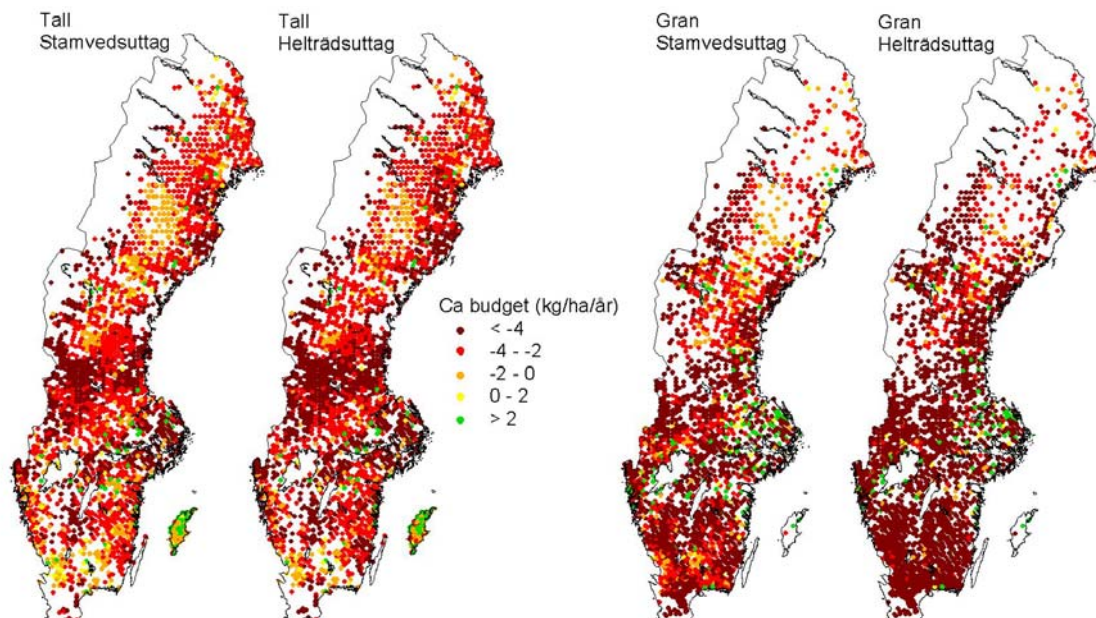 Tall
Stamvedsuttag
Tall
Helträdsuttag
Gran
Stamvedsuttag
Gran
Helträdsuttag
Ca budget (kg/ha/år)
< -4
-4 - -2
-2 - 0
0 - 2
> 2